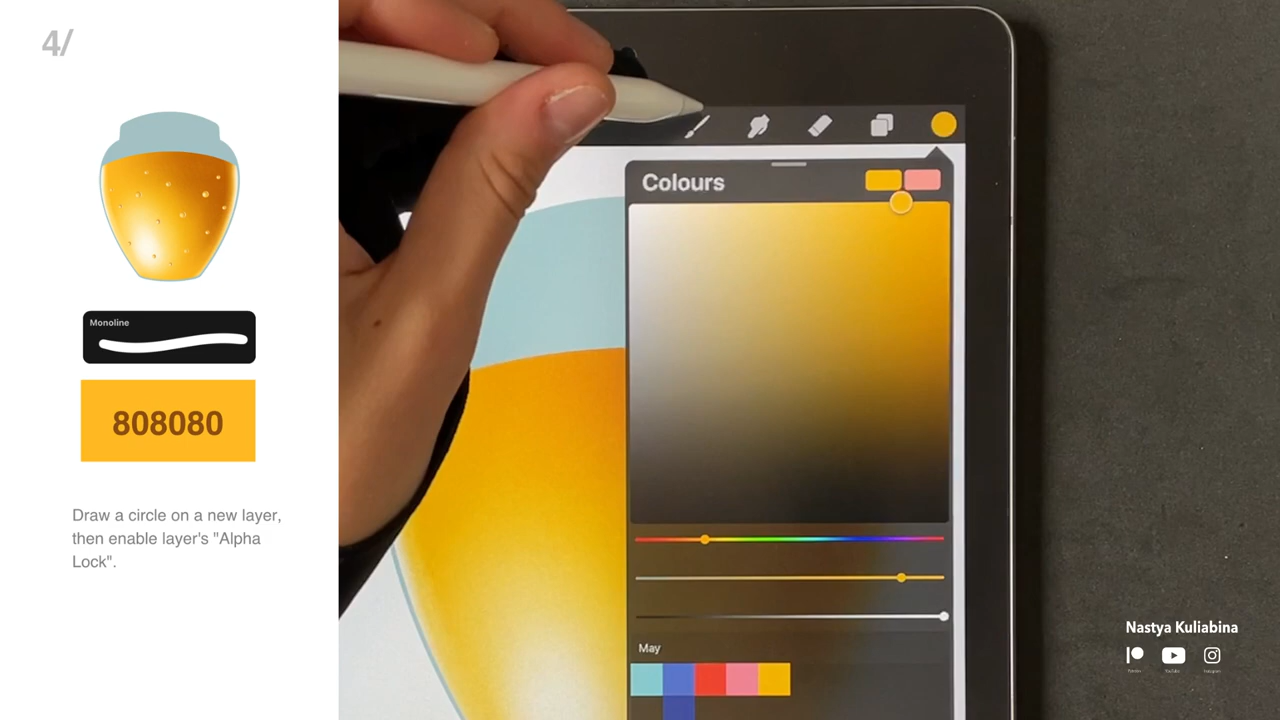 4/
Monoline
808080
Draw a circle on a new layer,
then enable layer's "Alpha
Lock".
Colours
May
Nastya Kuliabina